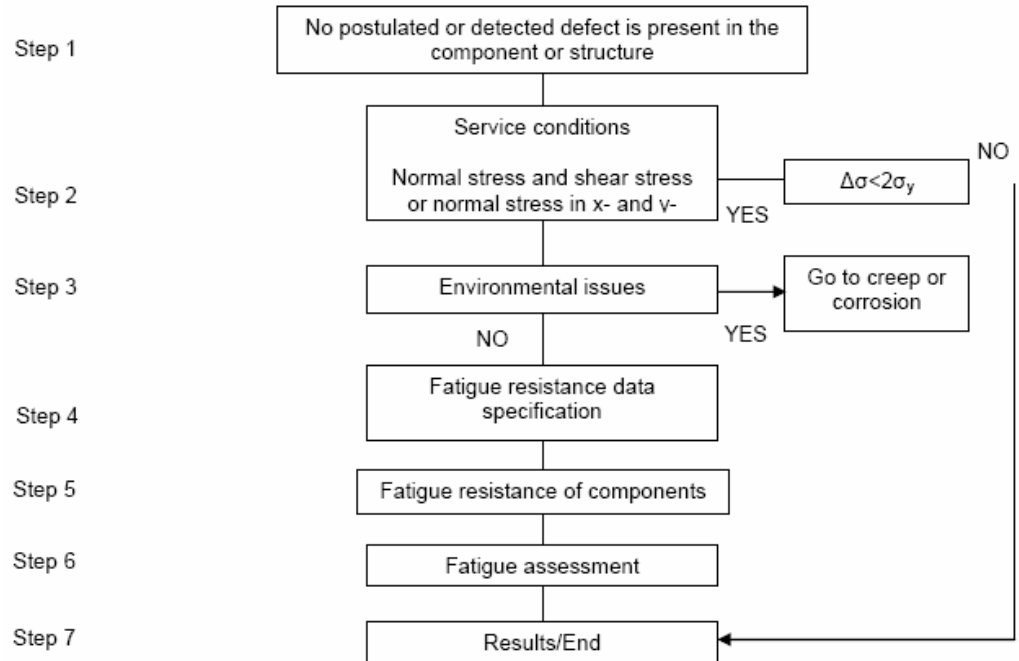 Step 1
No postulated or detected defect is present in the
component or structure
Service conditions
NO
Δσ<2σy
Normal stress and shear stress
or normal stress in x- and y-
Step 2
YES
Step 3
Environmental issues
Go to creep or
corrosion
NO
YES
Fatigue resistance data
specification
Step 4
Step 5
Fatigue resistance of components
Step 6
Fatigue assessment
Step 7
Results/End